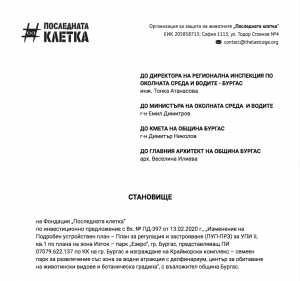 #ПОСЛЕДНАТА
КЛЕТКА
Организация за защита на животните „Последната клетка"
ЕИК 205858713; София 1113, ул. Тодор Стоянов №4
contact@thelastcage.org
ДО ДИРЕКТОРА НА РЕГИОНАЛНА ИНСПЕКЦИЯ ПО
ОКОЛНАТА СРЕДА И ВОДИТЕ - БУРГАС
инж. Тонка Атанасова
ДО МИНИСТЪРА НА ОКОЛНАТА СРЕДА И ВОДИТЕ
г-н Емил Димитров
ДО КМЕТА НА ОБЩИНА БУРГАС
г-н Димитър Николов
ДО ГЛАВНИЯ АРХИТЕКТ НА ОБЩИНА БУРГАС
арх. Веселина Илиева
СТАНОВИЩЕ
на Фондация „Последната клетка"
по инвестиционно предложение с Вх. № ПД-397 от 13.02.2020 г., „Изменение на
Подробен устройствен план – План за регулация и застрояване (ПУП-ПРЗ) за УПИ II,
кв.1 по плана на зона Изток – парк „Езеро", гр. Бургас, представляващ ПИ
07079.622.137 по КК на гр. Бургас и изграждане на Крайморски комплекс – семеен
парк за развлечение със зона за водни атракции с делфинариум, център за обитаване
на животински видове и ботаническа градина", с възложител община Бургас.